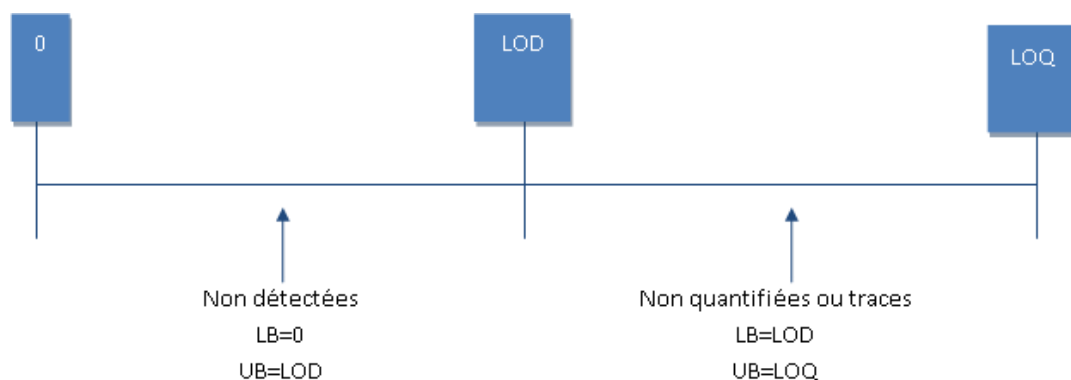 0
LOD
LOQ
Non détectées
LB=0
UB=LOD
Non quantifiées ou traces
LB=LOD
UB=LOQ